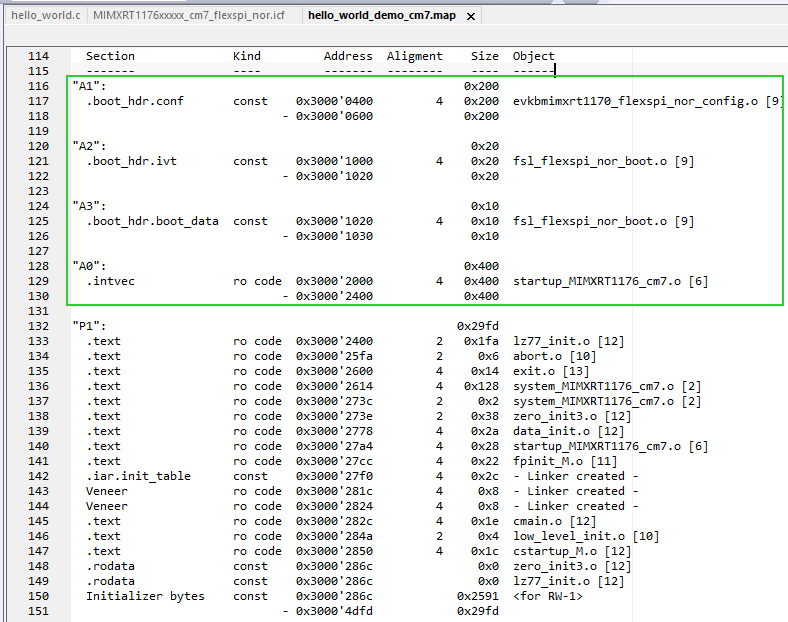 hello_world.c MIMXRT1176xxxxx_cm7_flexspi_nor.icf hello_world_demo_cm7.map ×
114 Section Kind Address Aligment Size Object
115 ------- ---- ------- -------- ---- ------
116 "A1": 0x200
117 .boot_hdr.conf const 0x3000'0400 4 0x200 evkbmimxrt1170_flexspi_nor_config.o [9]
118 - 0x3000'0600 0x200
119
120 "A2": 0x20
121 .boot_hdr.ivt const 0x3000'1000 4 0x20 fsl_flexspi_nor_boot.o [9]
122 - 0x3000'1020 0x20
123
124 "A3": 0x10
125 .boot_hdr.boot_data const 0x3000'1020 4 0x10 fsl_flexspi_nor_boot.o [9]
126 - 0x3000'1030 0x10
127
128 "A0": 0x400
129 .intvec ro code 0x3000'2000 4 0x400 startup_MIMXRT1176_cm7.o [6]
130 - 0x3000'2400 0x400
131
132 "P1": 0x29fd
133 .text ro code 0x3000'2400 2 0x1fa lz77_init.o [12]
134 .text ro code 0x3000'25fa 2 0x6 abort.o [10]
135 .text ro code 0x3000'2600 4 0x14 exit.o [13]
136 .text ro code 0x3000'2614 4 0x128 system_MIMXRT1176_cm7.o [2]
137 .text ro code 0x3000'273c 2 0x2 system_MIMXRT1176_cm7.o [2]
138 .text ro code 0x3000'273e 2 0x38 zero_init3.o [12]
139 .text ro code 0x3000'2778 4 0x2a data_init.o [12]
140 .text ro code 0x3000'27a4 4 0x28 startup_MIMXRT1176_cm7.o [6]
141 .text ro code 0x3000'27cc 4 0x22 fpinit_M.o [11]
142 .iar.init_table const 0x3000'27f0 4 0x2c - Linker created -
143 Veneer ro code 0x3000'281c 4 0x8 - Linker created -
144 Veneer ro code 0x3000'2824 4 0x8 - Linker created -
145 .text ro code 0x3000'282c 4 0x1e cmain.o [12]
146 .text ro code 0x3000'284a 2 0x4 low_level_init.o [10]
147 .text ro code 0x3000'2850 4 0x1c cstartup_M.o [12]
148 .rodata const 0x3000'286c 0x0 zero_init3.o [12]
149 .rodata const 0x3000'286c 0x0 lz77_init.o [12]
150 Initializer bytes const 0x3000'286c 0x2591 <for RW-1>
151 - 0x3000'4dfd 0x29fd